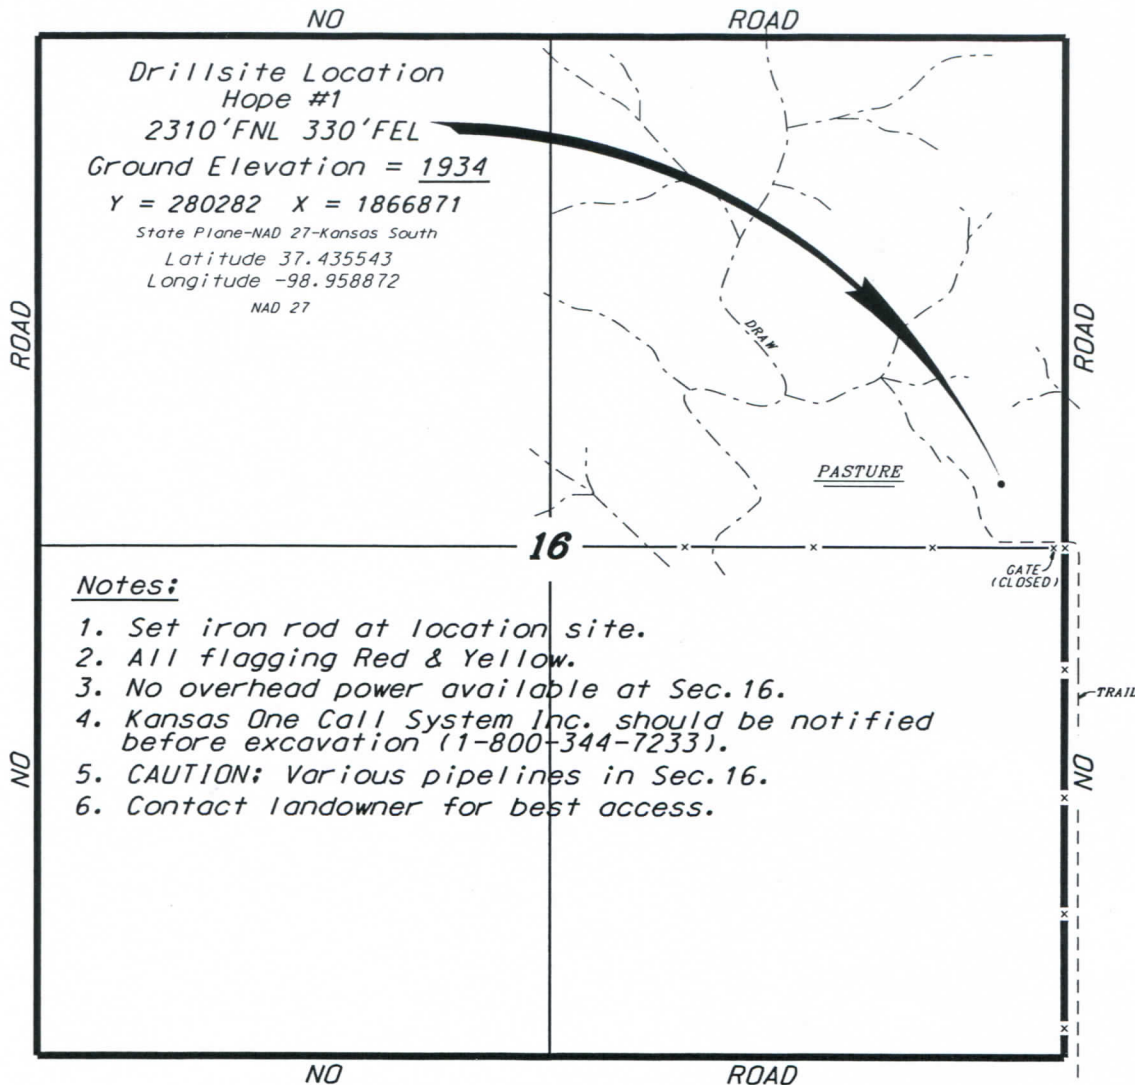 NO ROAD
Drillsite Location
Hope #1
2310'FNL 330'FEL
Ground Elevation = 1934
Y = 280282 X = 1866871
State Plane-NAD 27-Kansas South
Latitude 37.435543
Longitude -98.958872
NAD 27
ROAD
NO
DRAW
PASTURE
ROAD
NO
16
GATE
(CLOSED)
TRAIL
Notes:
1. Set iron rod at location site.
2. All flagging Red & Yellow.
3. No overhead power available at Sec.16.
4. Kansas One Call System Inc. should be notified
before excavation (1-800-344-7233).
5. CAUTION: Various pipelines in Sec.16.
6. Contact landowner for best access.
NO ROAD